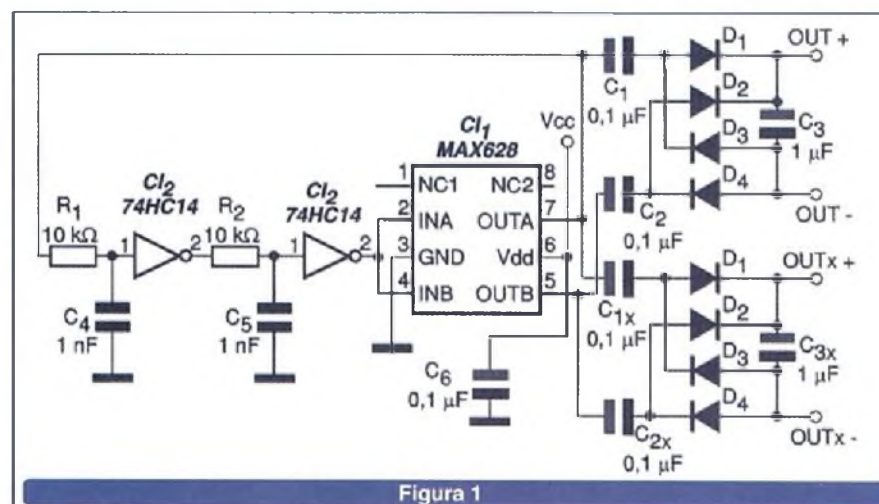 D1
OUT +
C1
0,1 µF
D2
C3
1 µF
D3
D4
OUT -
C2
0,1 µF
Vcc
CI1
MAX628
1
NC1
NC2
8
2
INA
OUTA
7
3
GND
Vdd
6
4
INB
OUTB
5
CI2
74HC14
R1
10 kΩ
1
2
R2
10 kΩ
CI2
74HC14
1
2
C4
1 nF
C5
1 nF
C6
0,1 µF
D1
OUTx +
C1x
0,1 µF
D2
C3x
1 µF
D3
D4
OUTx -
C2x
0,1 µF
Figura 1